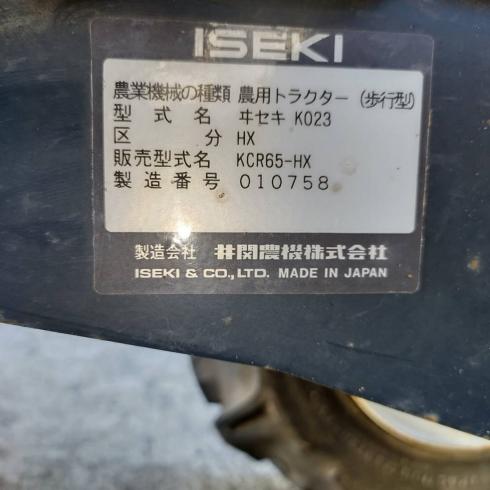 ISEKI
農業機械の種類 農用トラクター (歩行型)
型式名 ヰセキ K023
区分 HX
販売型式名 KCR65-HX
製造番号 010758
製造会社 井関農機株式会社
ISEKI & CO., LTD. MADE IN JAPAN